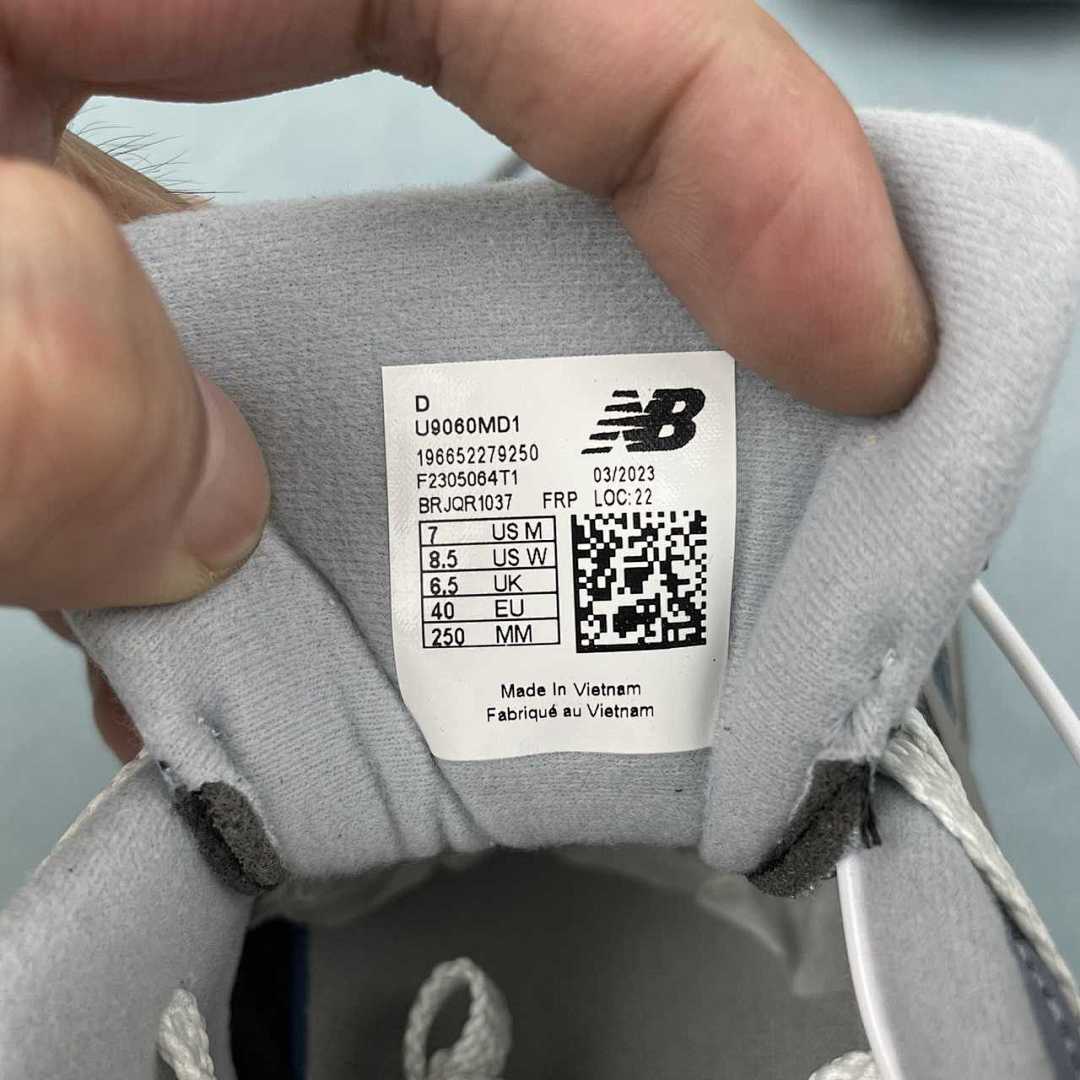 D
U9060MD1
196652279250
F2305064T1
BRJQR1037 FRP
NB
03/2023
LOC: 22
7 US M
8.5 US W
6.5 UK
40 EU
250 MM
Made In Vietnam
Fabriqué au Vietnam